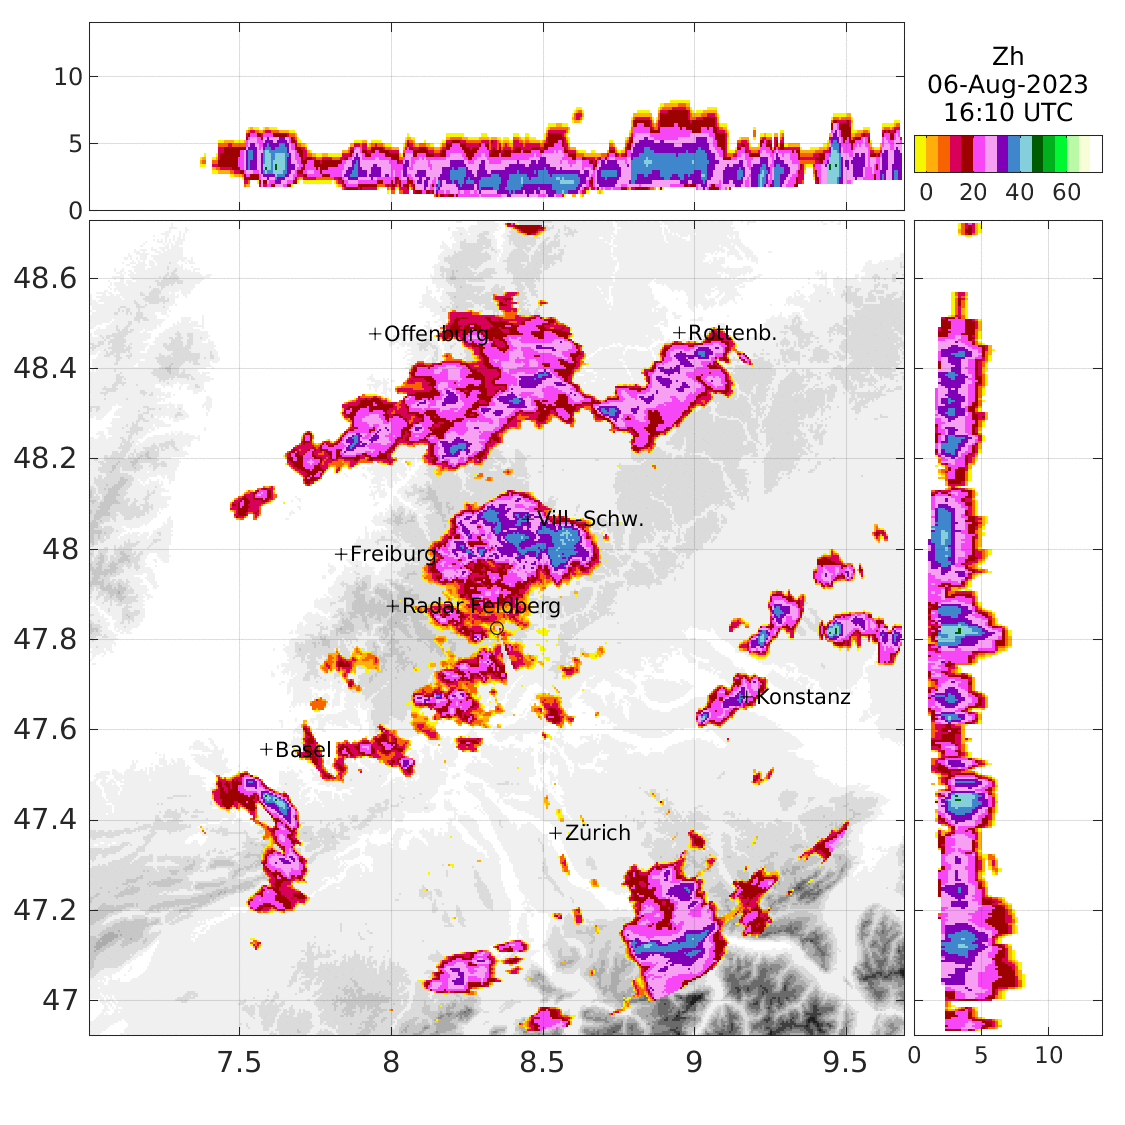 10
5
0
Zh
06-Aug-2023
16:10 UTC
0 20 40 60
48.6
48.4
48.2
48
47.8
47.6
47.4
47.2
47
+Offenburg
+Rottenb.
+Vill.-Schw.
+Freiburg
+Radar Feldberg
+Konstanz
+Basel
+Zürich
7.5 8 8.5 9 9.5
0 5 10